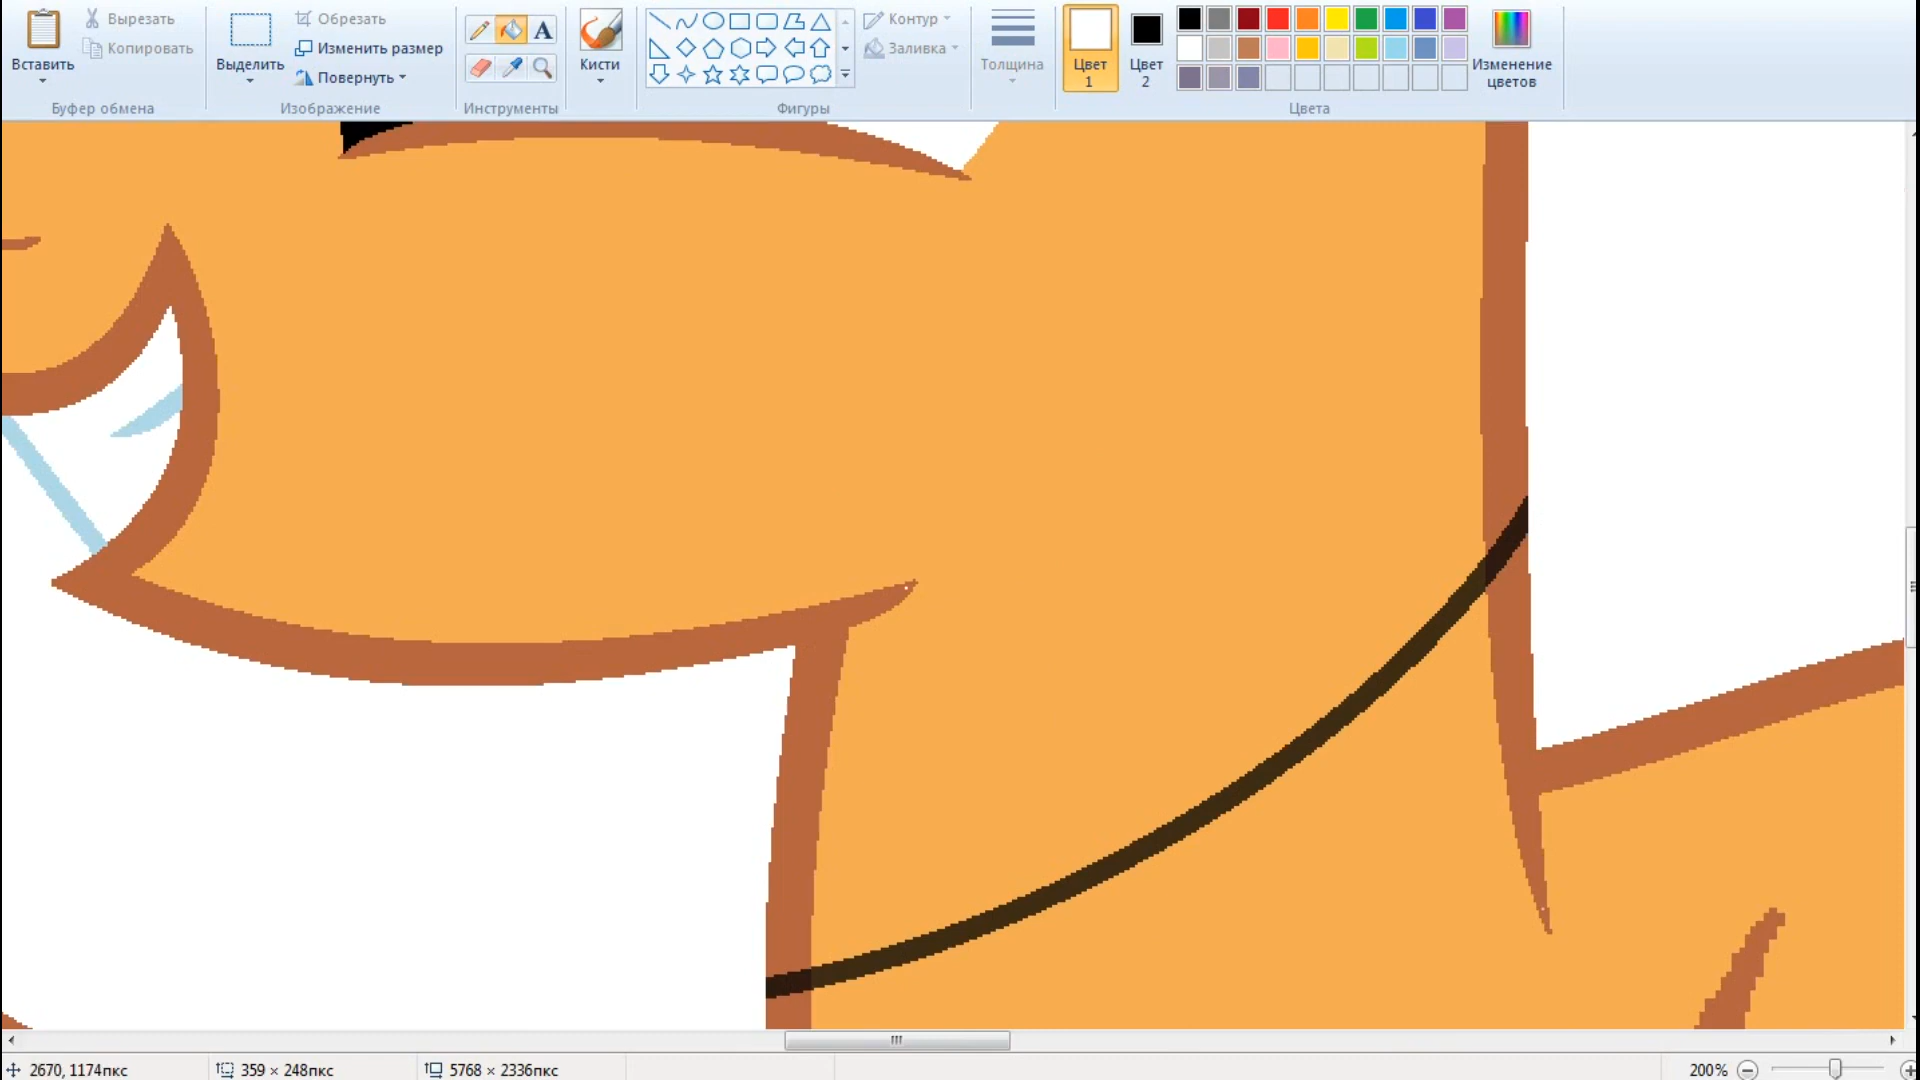 Вставить
Вырезать
Копировать
Буфер обмена
Выделить
Обрезать
Изменить размер
Повернуть
Изображение
A
Инструменты
Кисти
Фигуры
Контур
Заливка
Толщина
Цвет
1
Цвет
2
Цвета
Изменение
цветов
2670, 1174пкс
359 × 248пкс
5768 × 2336пкс
200%